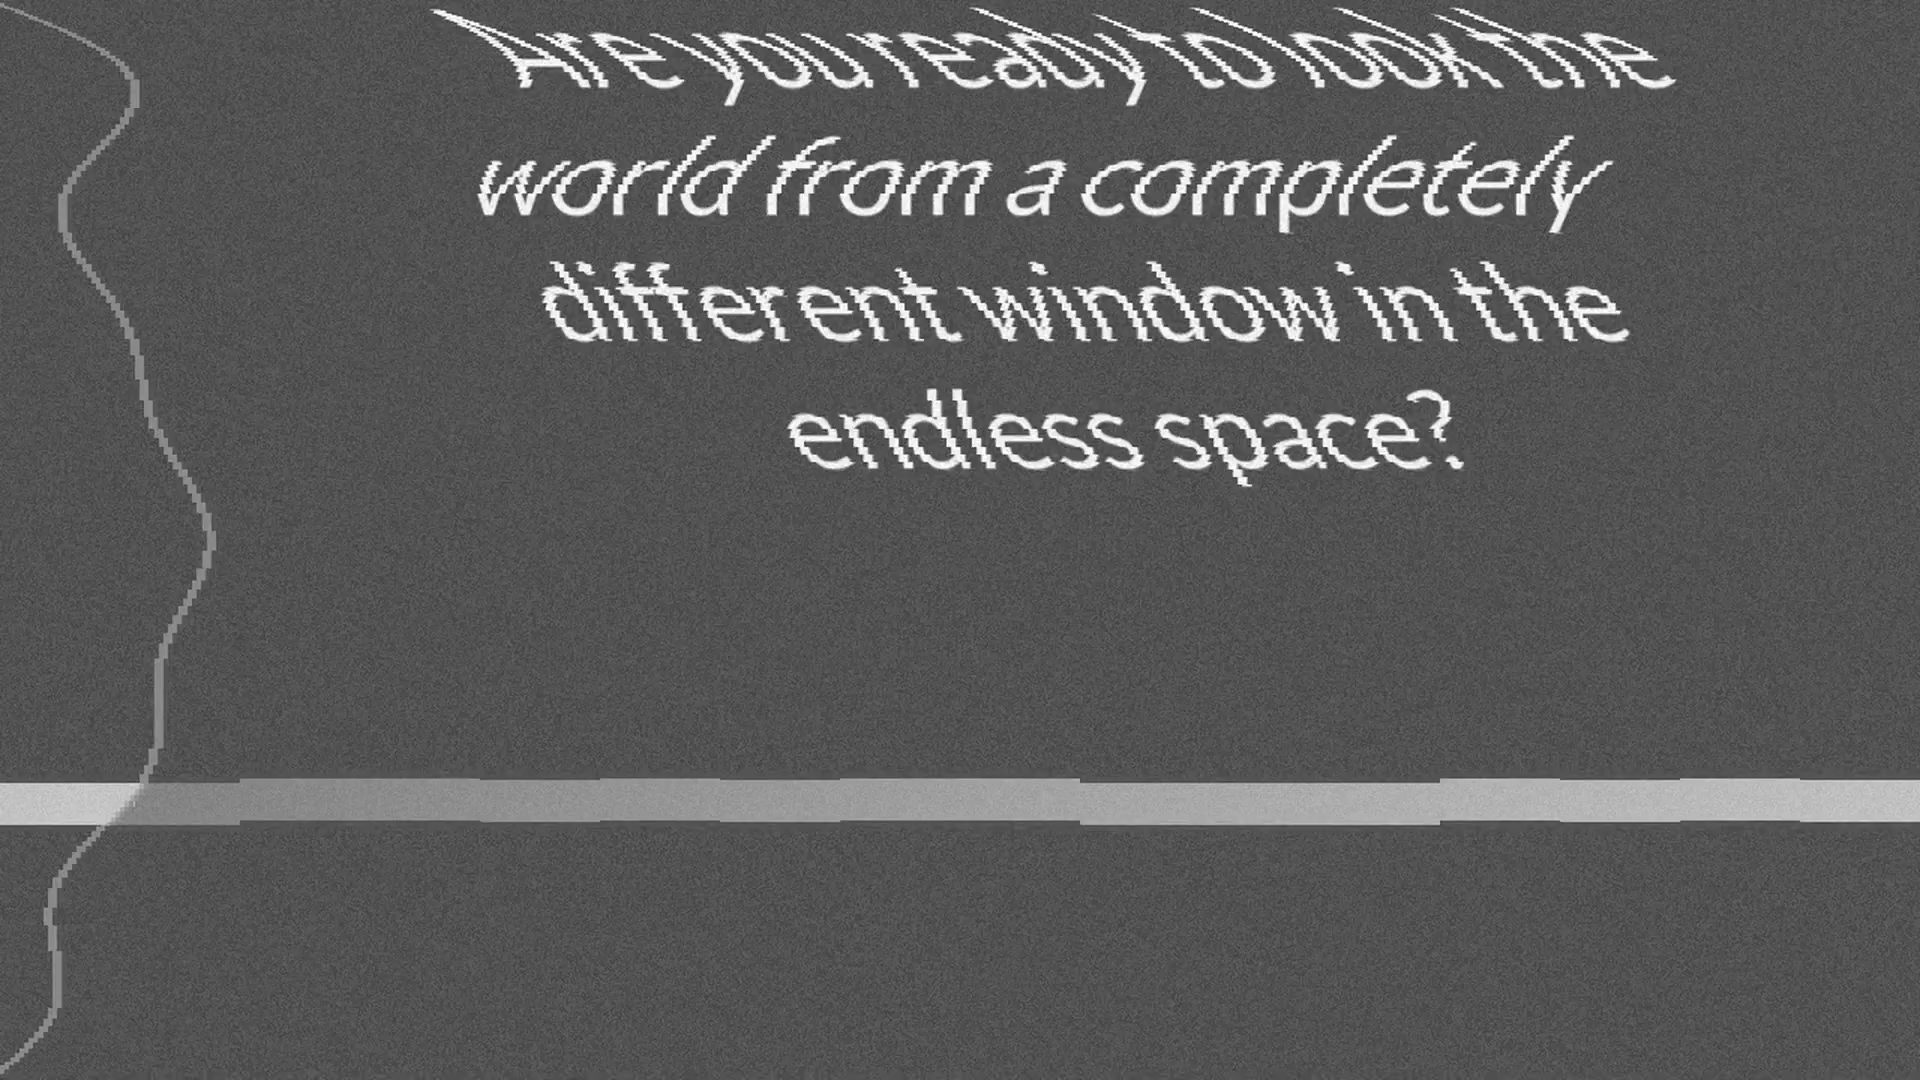 Are you ready to look the
world from a completely
different window in the
endless space?